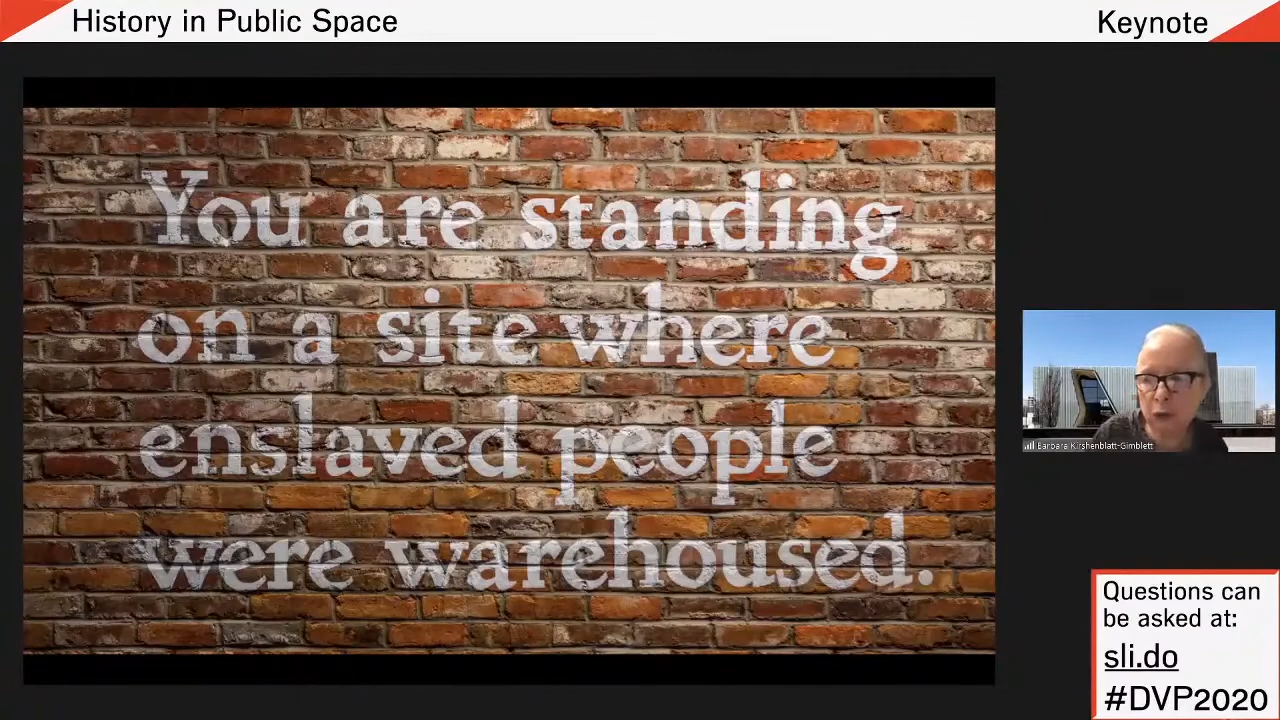 History in Public Space
Keynote
You are standing
on a site where
enslaved people
were warehoused.
Barbara Kirshenblatt-Gimblett
Questions can
be asked at:
sli.do
#DVP2020